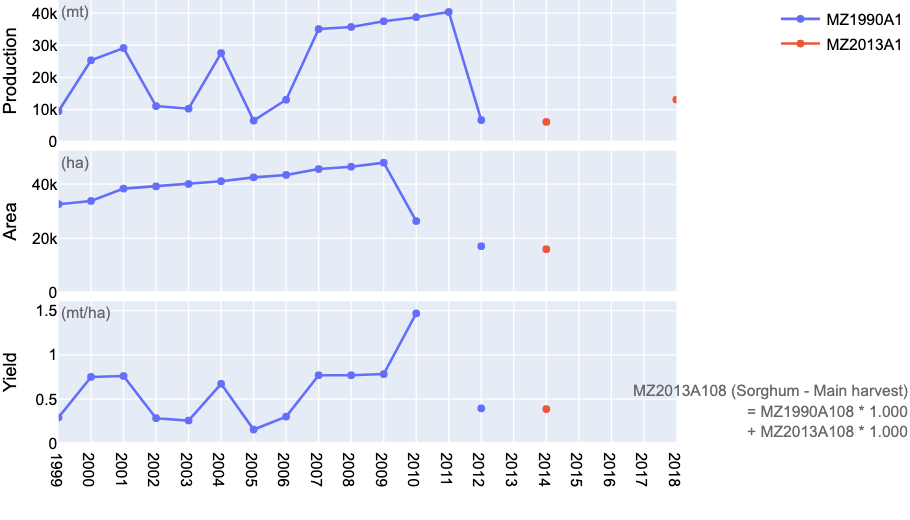 Production
(mt)
40k
30k
20k
10k
0
MZ1990A1
MZ2013A1
Area
(ha)
40k
20k
0
Yield
(mt/ha)
1.5
1
0.5
0
MZ2013A108 (Sorghum - Main harvest)
= MZ1990A108 * 1.000
+ MZ2013A108 * 1.000
1999
2000
2001
2002
2003
2004
2005
2006
2007
2008
2009
2010
2011
2012
2013
2014
2015
2016
2017
2018